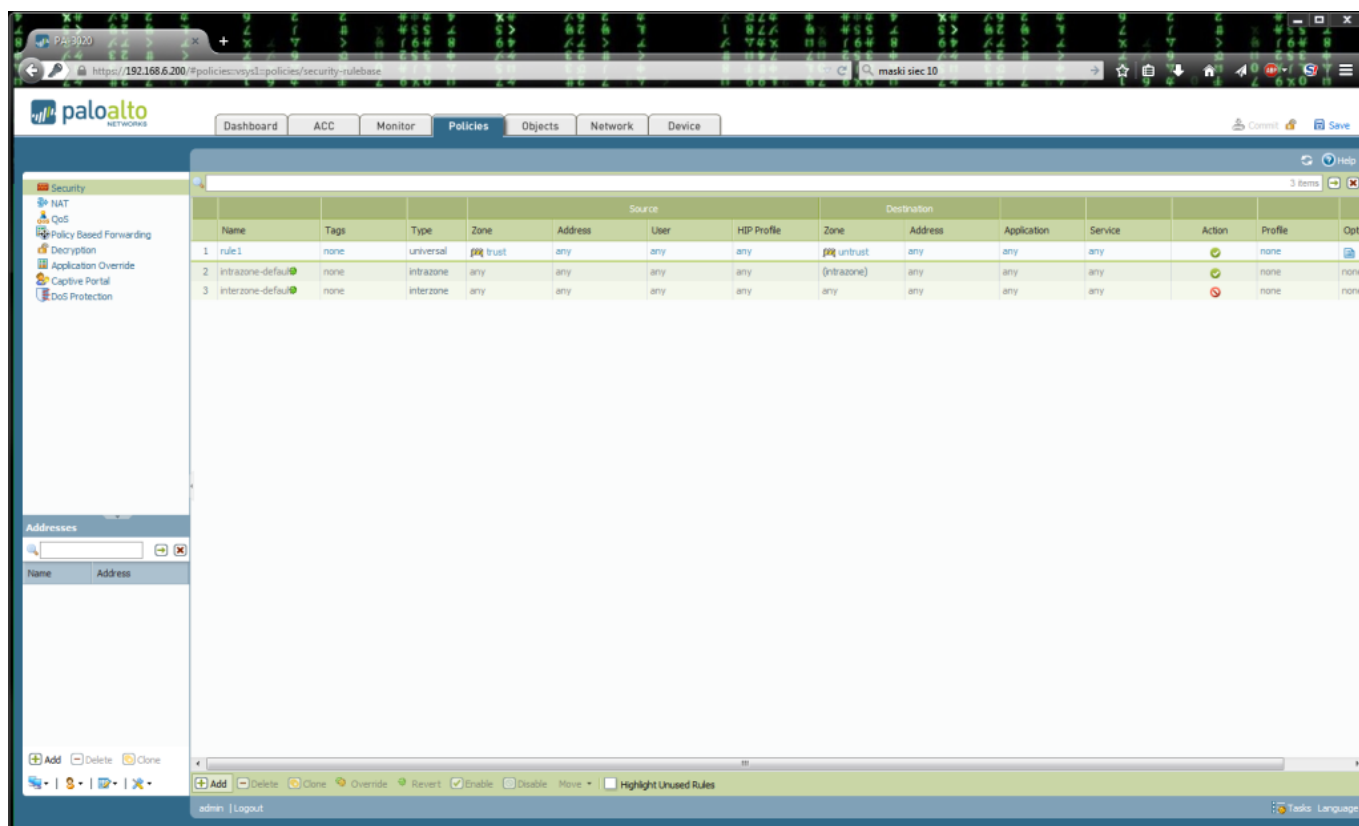 PA-3020
https://192.168.6.200/#policies::vsys1::policies/security-rulebase
maski siec 10
paloalto
NETWORKS
Dashboard ACC Monitor Policies Objects Network Device
Commit Save
Help
Security
NAT
QoS
Policy Based Forwarding
Decryption
Application Override
Captive Portal
DoS Protection
3 items
Source Destination
Name Tags Type Zone Address User HIP Profile Zone Address Application Service Action Profile Opt
1 rule1 none universal trust any any any untrust any any any none
2 intrazone-default none intrazone any any any any (intrazone) any any any none none
3 interzone-default none interzone any any any any any any any any none none
Addresses
Name Address
Add Delete Clone
Add Delete Clone Override Revert Enable Disable Move Highlight Unused Rules
admin | Logout
Tasks Language